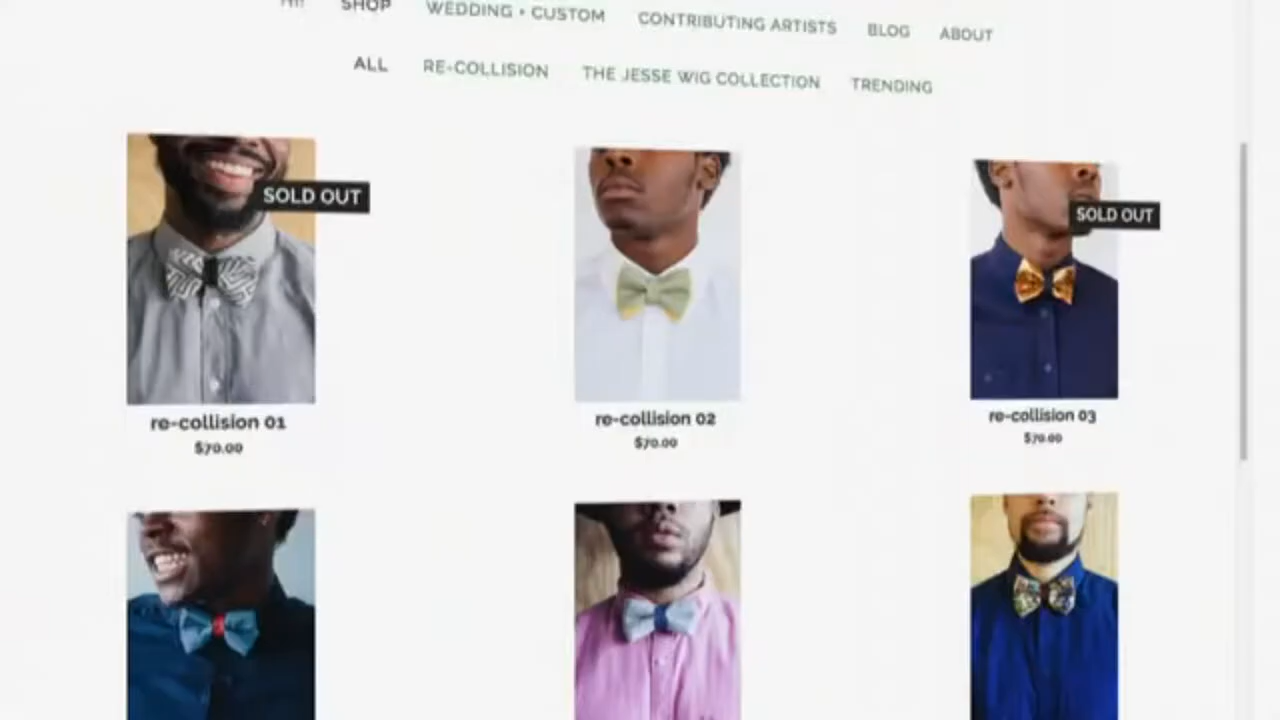 SHOP WEDDING + CUSTOM CONTRIBUTING ARTISTS BLOG ABOUT
ALL RE-COLLISION THE JESSE WIG COLLECTION TRENDING
SOLD OUT
SOLD OUT
re-collision 01
$70.00
re-collision 02
$70.00
re-collision 03
$70.00